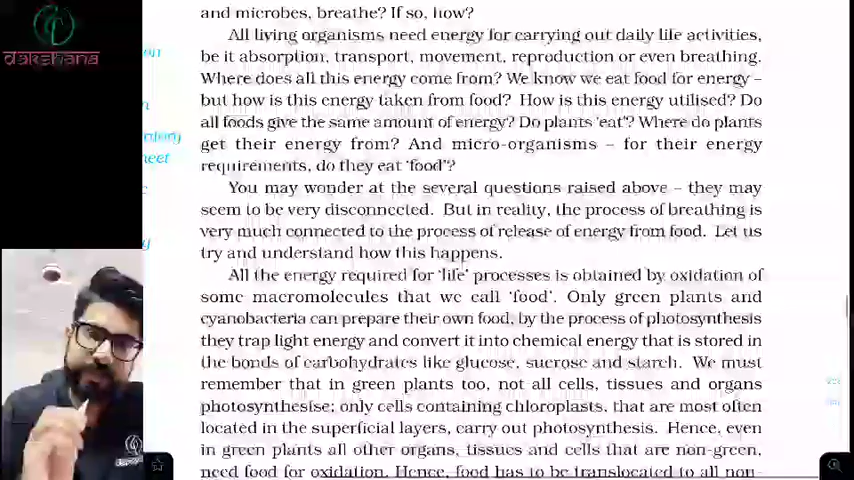 dakshana
and microbes, breathe? If so, how?
All living organisms need energy for carrying out daily life activities,
be it absorption, transport, movement, reproduction or even breathing.
Where does all this energy come from? We know we eat food for energy –
but how is this energy taken from food? How is this energy utilised? Do
all foods give the same amount of energy? Do plants 'eat'? Where do plants
get their energy from? And micro-organisms – for their energy
requirements, do they eat 'food'?
You may wonder at the several questions raised above – they may
seem to be very disconnected. But in reality, the process of breathing is
very much connected to the process of release of energy from food. Let us
try and understand how this happens.
All the energy required for 'life' processes is obtained by oxidation of
some macromolecules that we call 'food'. Only green plants and
cyanobacteria can prepare their own food, by the process of photosynthesis
they trap light energy and convert it into chemical energy that is stored in
the bonds of carbohydrates like glucose, sucrose and starch. We must
remember that in green plants too, not all cells, tissues and organs
photosynthesise; only cells containing chloroplasts, that are most often
located in the superficial layers, carry out photosynthesis. Hence, even
in green plants all other organs, tissues and cells that are non-green,
need food for oxidation. Hence, food has to be translocated to all non-